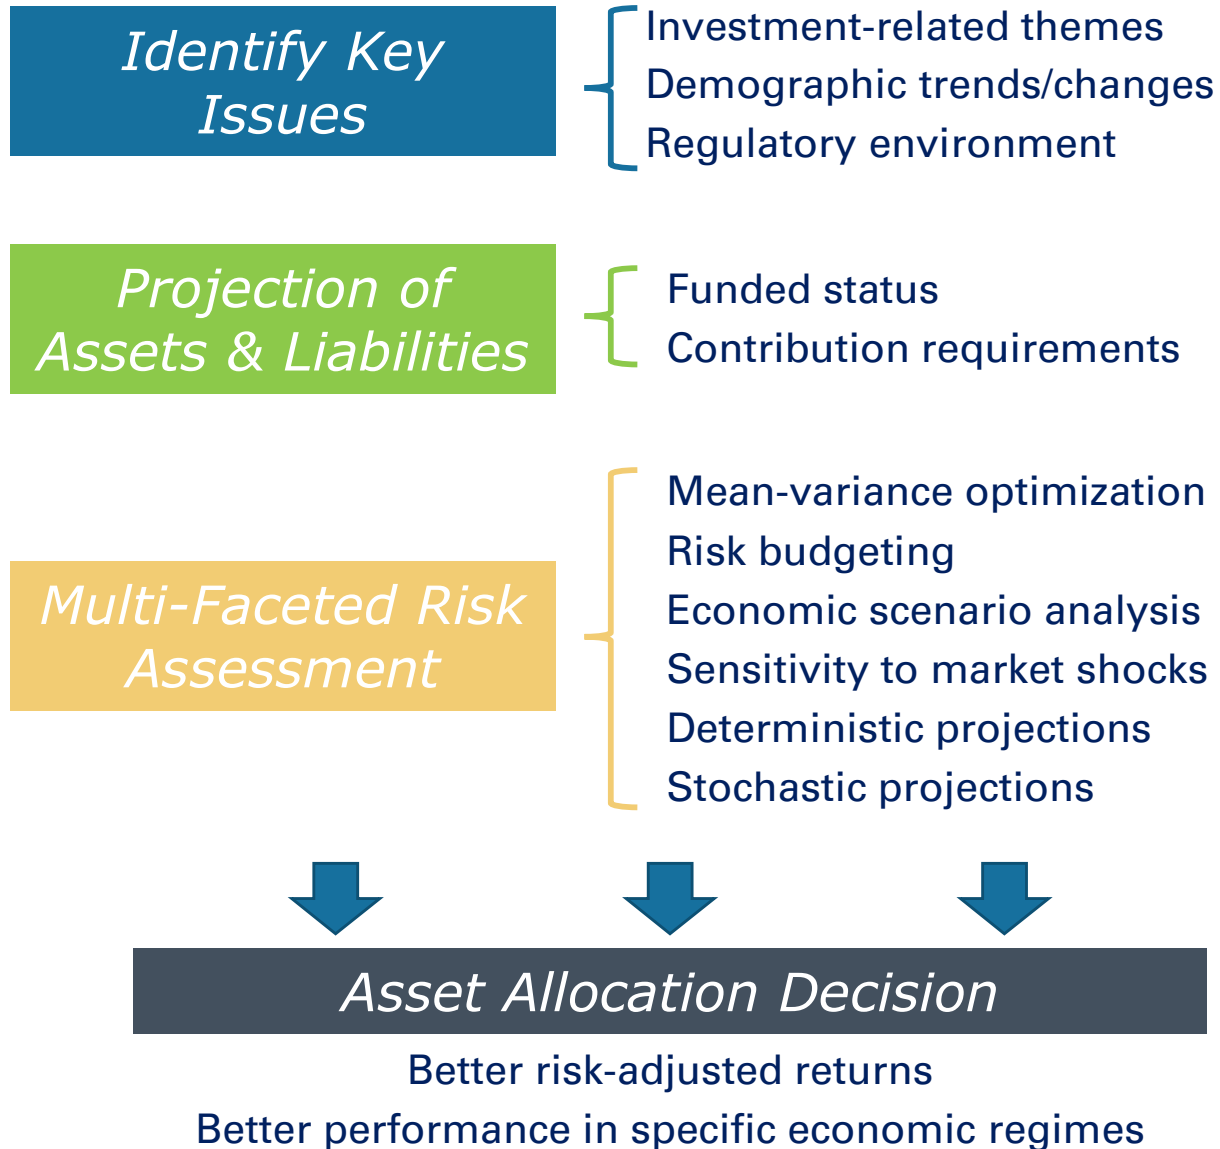 Identify Key
Issues
Investment-related themes
Demographic trends/changes
Regulatory environment
Projection of
Assets & Liabilities
Funded status
Contribution requirements
Multi-Faceted Risk
Assessment
Mean-variance optimization
Risk budgeting
Economic scenario analysis
Sensitivity to market shocks
Deterministic projections
Stochastic projections
Asset Allocation Decision
Better risk-adjusted returns
Better performance in specific economic regimes